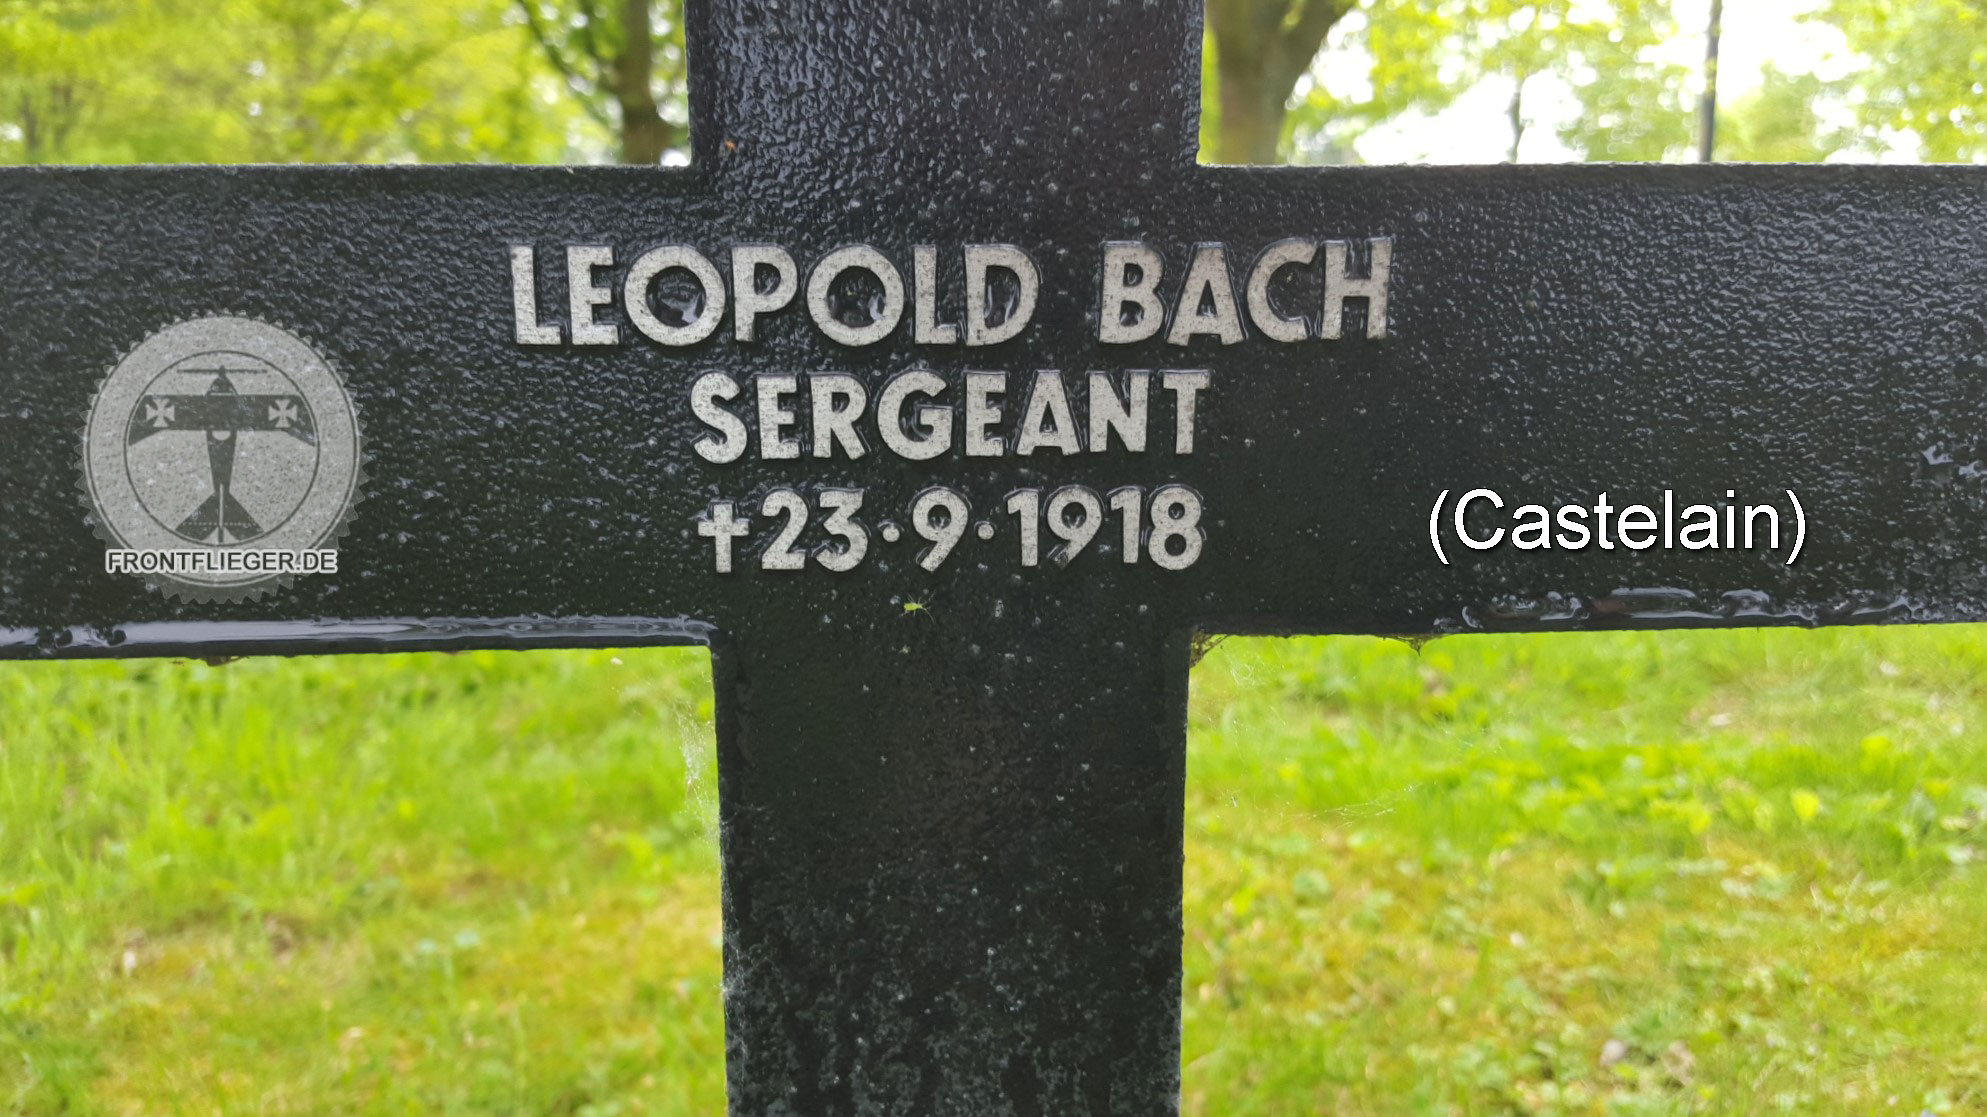 LEOPOLD BACH
SERGEANT
†23·9·1918
(Castelain)
FRONTFLIEGER.DE